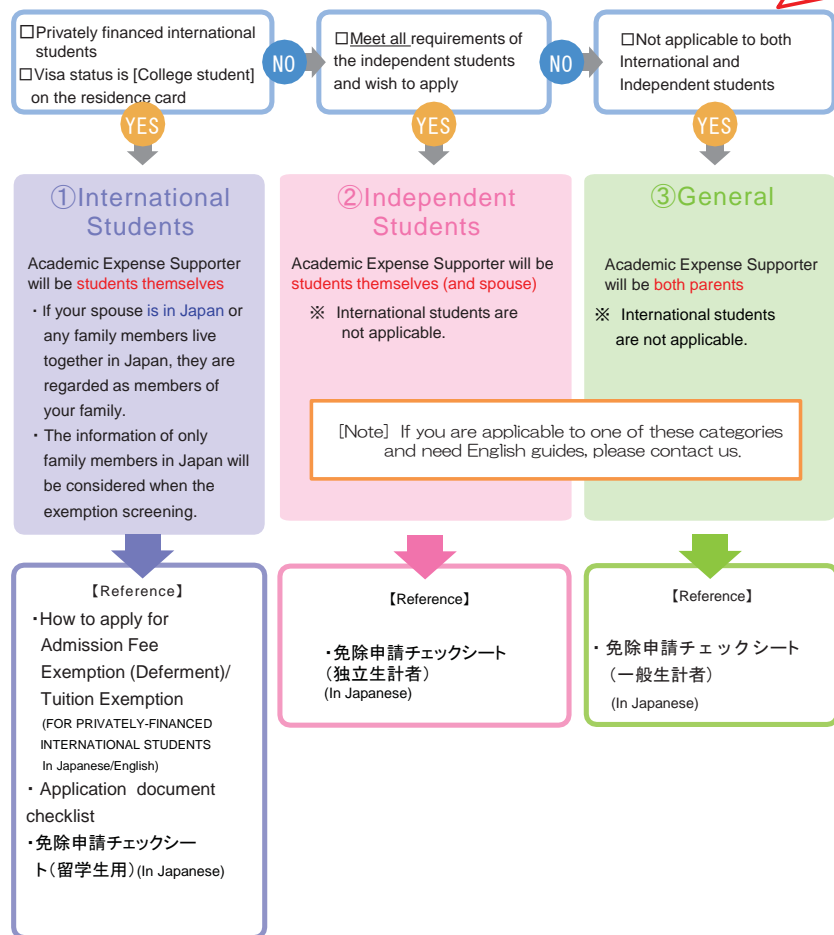 □Privately financed international
students
□Visa status is [College student]
on the residence card
NO
□Meet all requirements of
the independent students
and wish to apply
NO
□Not applicable to both
International and
Independent students
YES
YES
YES
①International
Students
Academic Expense Supporter
will be students themselves
・If your spouse is in Japan or
any family members live
together in Japan, they are
regarded as members of
your family.
・The information of only
family members in Japan will
be considered when the
exemption screening.
②Independent
Students
Academic Expense Supporter will be
students themselves (and spouse)
※ International students are
not applicable.
③General
Academic Expense Supporter
will be both parents
※ International students
are not applicable.
[Note] If you are applicable to one of these categories
and need English guides, please contact us.
【Reference】
・How to apply for
Admission Fee
Exemption (Deferment)/
Tuition Exemption
(FOR PRIVATELY-FINANCED
INTERNATIONAL STUDENTS
In Japanese/English)
・ Application document
checklist
・免除申請チェックシー
ト(留学生用)(In Japanese)
【Reference】
・免除申請チェックシート
(独立生計者)
(In Japanese)
【Reference】
・免除申請チェックシート
(一般生計者)
(In Japanese)